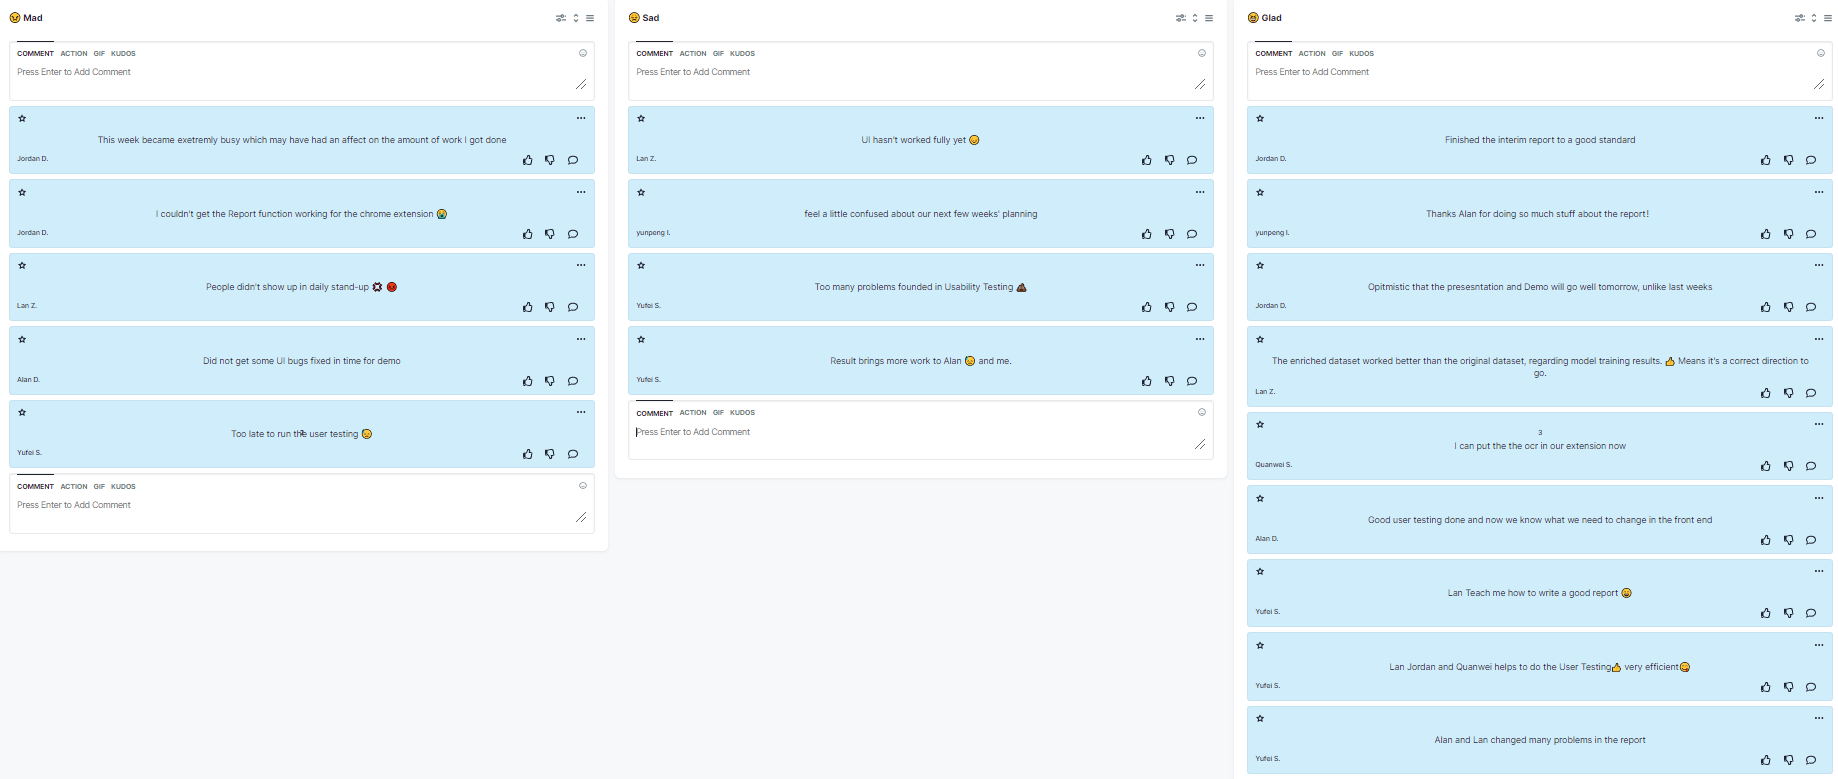 Mad
COMMENT ACTION GIF KUDOS
Press Enter to Add Comment
This week became exetremly busy which may have had an affect on the amount of work I got done
Jordan D.
I couldn't get the Report function working for the chrome extension
Jordan D.
People didn't show up in daily stand-up
Lan Z.
Did not get some UI bugs fixed in time for demo
Alan D.
Too late to run the user testing
Yufei S.
COMMENT ACTION GIF KUDOS
Press Enter to Add Comment
Sad
COMMENT ACTION GIF KUDOS
Press Enter to Add Comment
UI hasn't worked fully yet
Lan Z.
feel a little confused about our next few weeks' planning
yunpeng l.
Too many problems founded in Usability Testing
Yufei S.
Result brings more work to Alan and me.
Yufei S.
COMMENT ACTION GIF KUDOS
Press Enter to Add Comment
Glad
COMMENT ACTION GIF KUDOS
Press Enter to Add Comment
Finished the interim report to a good standard
Jordan D.
Thanks Alan for doing so much stuff about the report!
yunpeng l.
Opitmistic that the presesntation and Demo will go well tomorrow, unlike last weeks
Jordan D.
The enriched dataset worked better than the original dataset, regarding model training results. Means it's a correct direction to
go.
Lan Z.
3
I can put the the ocr in our extension now
Quanwei S.
Good user testing done and now we know what we need to change in the front end
Alan D.
Lan Teach me how to write a good report
Yufei S.
Lan Jordan and Quanwei helps to do the User Testing very efficient
Yufei S.
Alan and Lan changed many problems in the report
Yufei S.